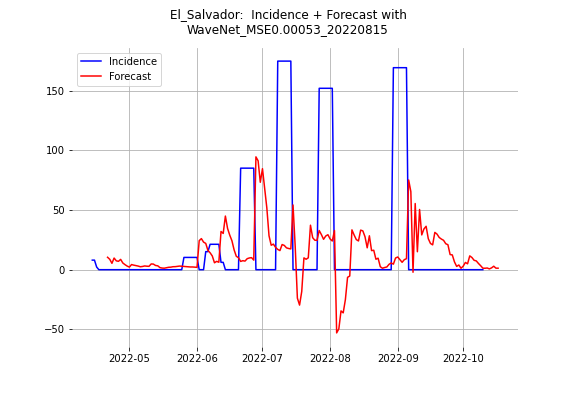 El_Salvador:  Incidence + Forecast with
WaveNet_MSE0.00053_20220815
Incidence
Forecast
150
100
50
0
−50
2022-05
2022-06
2022-07
2022-08
2022-09
2022-10